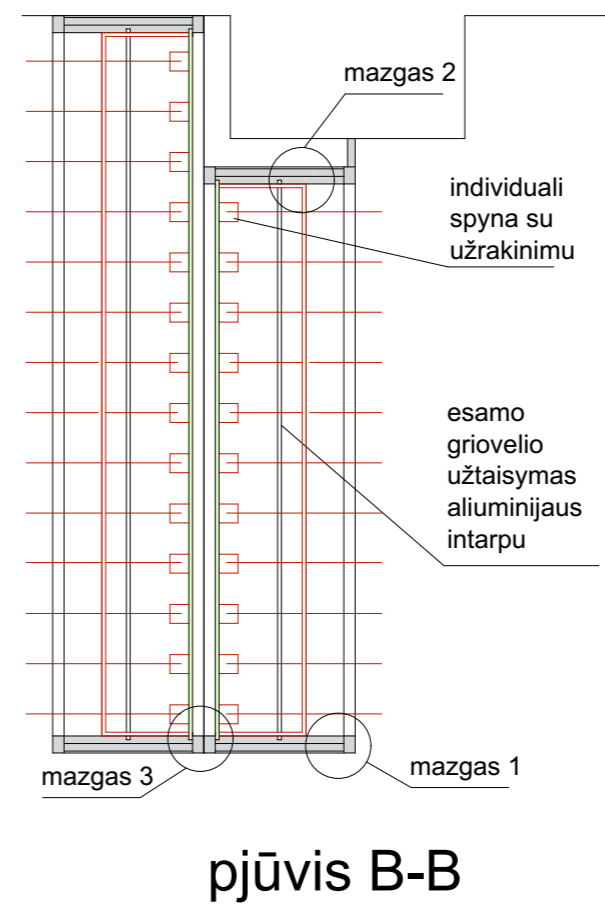 mazgas 2
individuali
spyna su
užrakinimu
esamo
griovelio
užtaisymas
aliuminijaus
intarpu
mazgas 3
mazgas 1
pjūvis B-B